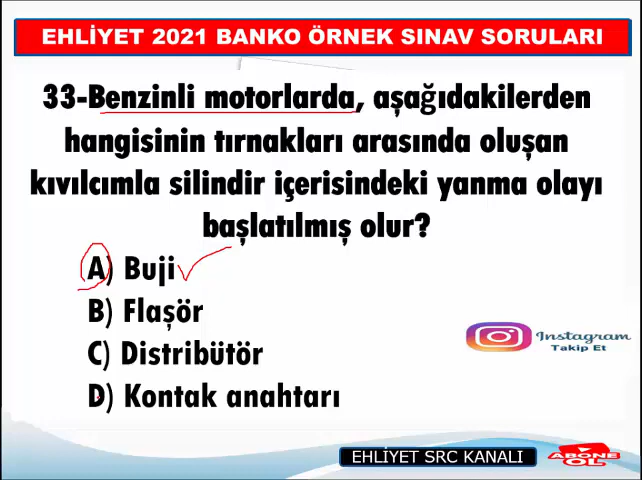 EHLİYET 2021 BANKO ÖRNEK SINAV SORULARI
33-Benzinli motorlarda, aşağıdakilerden
hangisinin tırnakları arasında oluşan
kıvılcımla silindir içerisindeki yanma olayı
başlatılmış olur?
A) Buji
B) Flaşör
C) Distribütör
D) Kontak anahtarı
Instagram
Takip Et
EHLİYET SRC KANALI
ABONE
OL